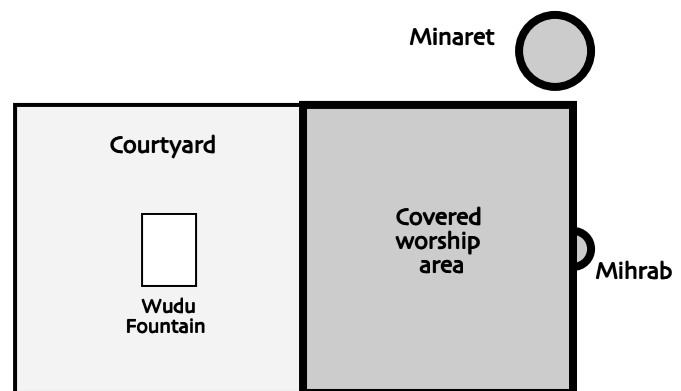 Minaret
Courtyard
Covered
worship
area
Mihrab
Wudu
Fountain